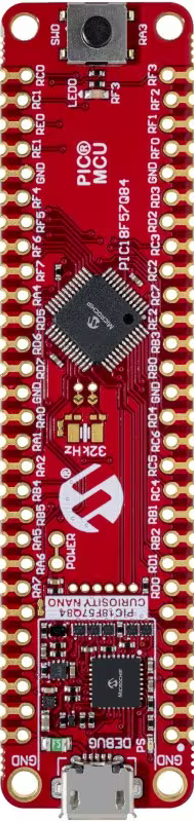 SW0
RA3
LED0
RF3
RC0
RC1
RE0
RE1
GND
RF4
RF5
RF6
RF7
RA4
RD5
RD6
RD7
GND
RA0
RA1
RA2
RB4
RB5
RA5
RA6
RA7
RF3
RF2
RF1
RF0
GND
RD3
RD2
RC3
RC2
RE2
RB3
RB0
GND
RD4
RC6
RC5
RC4
RB2
RB1
RD1
RD0
PIC®
MCU
PIC18F57Q84
MICROCHIP
32kHz
POWER
PIC18F57Q84
CURIOSITY NANO
MICROCHIP
DEBUG
PS
GND
GND